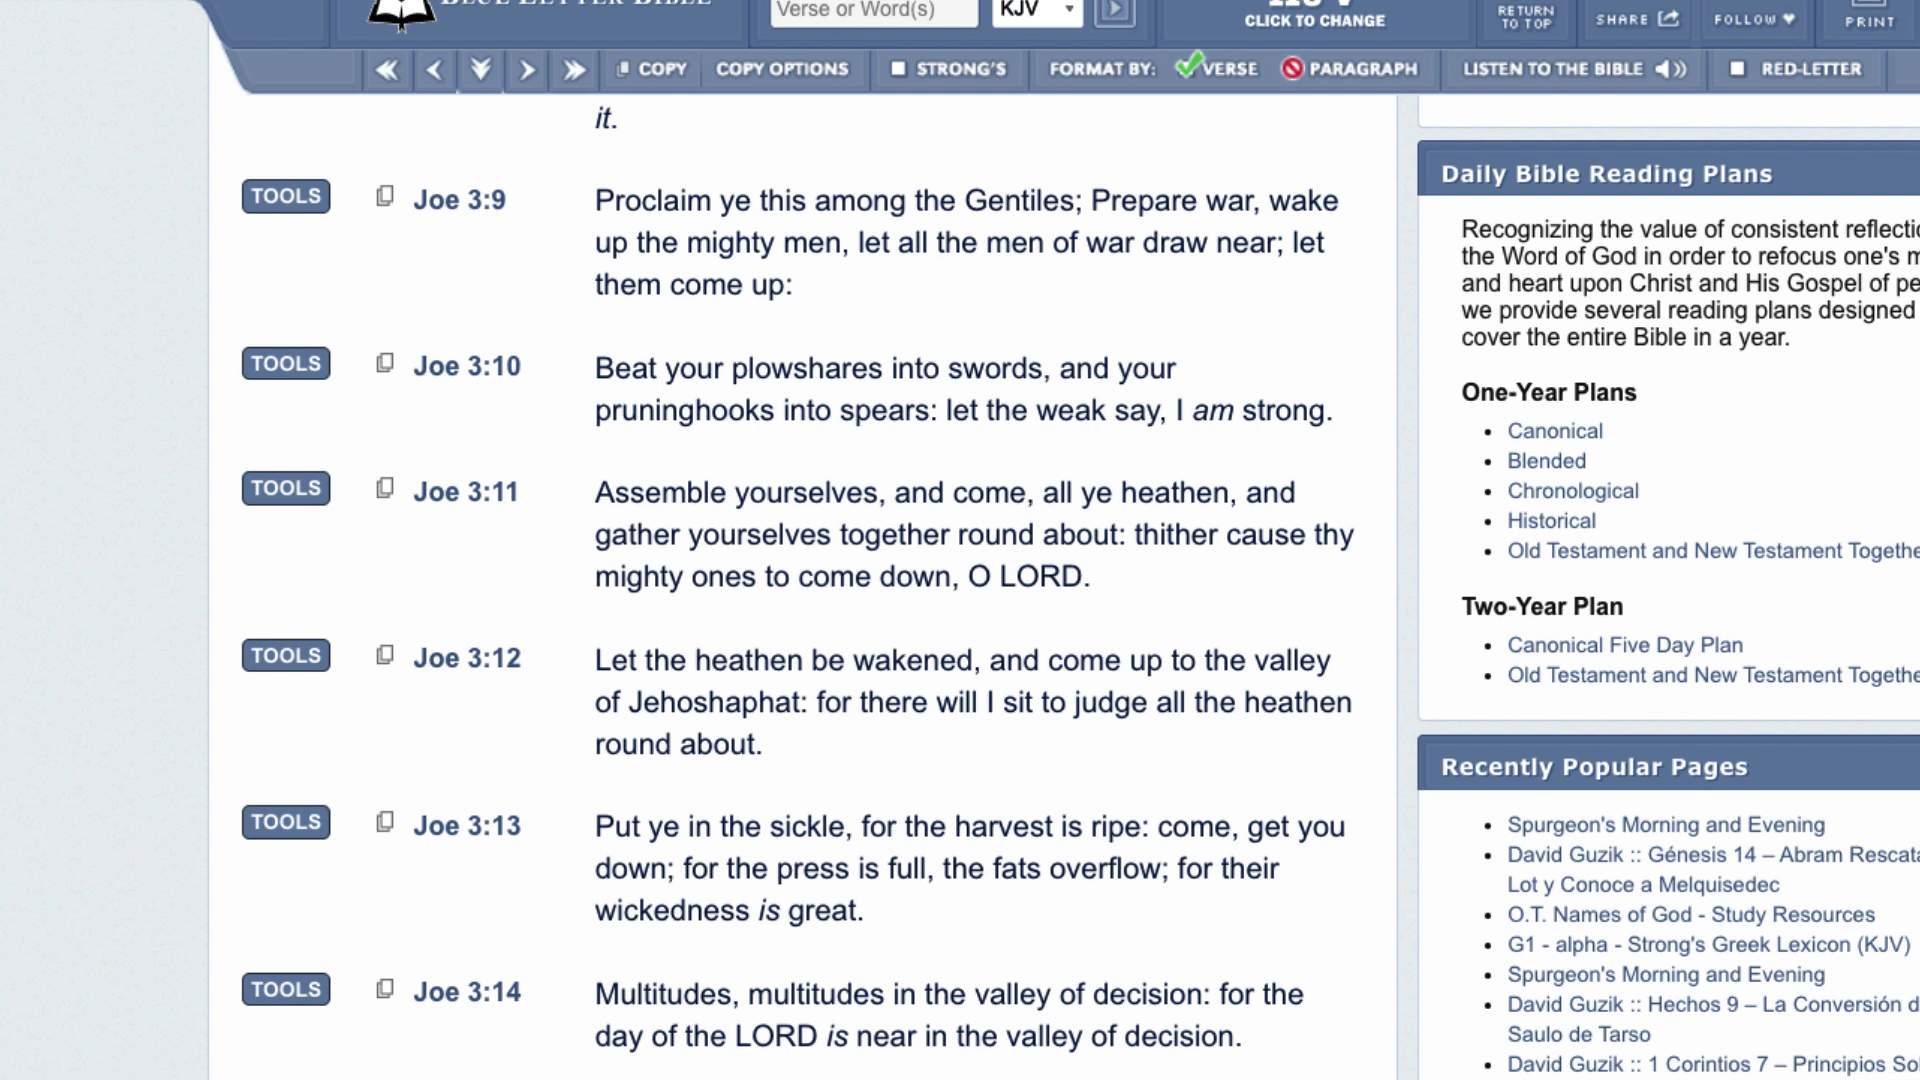 Verse or Word(s)
KJV
CLICK TO CHANGE
RETURN
TO TOP
SHARE
FOLLOW
PRINT
COPY
COPY OPTIONS
STRONG'S
FORMAT BY:
VERSE
PARAGRAPH
LISTEN TO THE BIBLE
RED-LETTER
it.
TOOLS
Joe 3:9
Proclaim ye this among the Gentiles; Prepare war, wake
up the mighty men, let all the men of war draw near; let
them come up:
TOOLS
Joe 3:10
Beat your plowshares into swords, and your
pruninghooks into spears: let the weak say, I am strong.
TOOLS
Joe 3:11
Assemble yourselves, and come, all ye heathen, and
gather yourselves together round about: thither cause thy
mighty ones to come down, O LORD.
TOOLS
Joe 3:12
Let the heathen be wakened, and come up to the valley
of Jehoshaphat: for there will I sit to judge all the heathen
round about.
TOOLS
Joe 3:13
Put ye in the sickle, for the harvest is ripe: come, get you
down; for the press is full, the fats overflow; for their
wickedness is great.
TOOLS
Joe 3:14
Multitudes, multitudes in the valley of decision: for the
day of the LORD is near in the valley of decision.
Daily Bible Reading Plans
Recognizing the value of consistent reflectio
the Word of God in order to refocus one's m
and heart upon Christ and His Gospel of pe
we provide several reading plans designed
cover the entire Bible in a year.
One-Year Plans
• Canonical
• Blended
• Chronological
• Historical
• Old Testament and New Testament Togethe
Two-Year Plan
• Canonical Five Day Plan
• Old Testament and New Testament Togethe
Recently Popular Pages
• Spurgeon's Morning and Evening
• David Guzik :: Génesis 14 – Abram Rescata
Lot y Conoce a Melquisedec
• O.T. Names of God - Study Resources
• G1 - alpha - Strong's Greek Lexicon (KJV)
• Spurgeon's Morning and Evening
• David Guzik :: Hechos 9 – La Conversión d
Saulo de Tarso
• David Guzik :: 1 Corintios 7 – Principios So